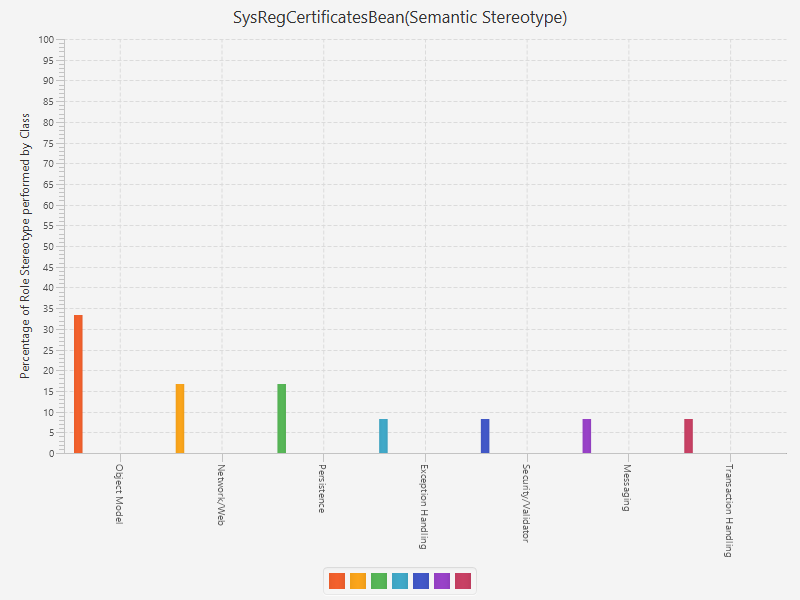 SysRegCertificatesBean(Semantic Stereotype)
Percentage of Role Stereotype performed by Class
100
95
90
85
80
75
70
65
60
55
50
45
40
35
30
25
20
15
10
5
0
Object Model
Network/Web
Persistence
Exception Handling
Security/Validator
Messaging
Transaction Handling